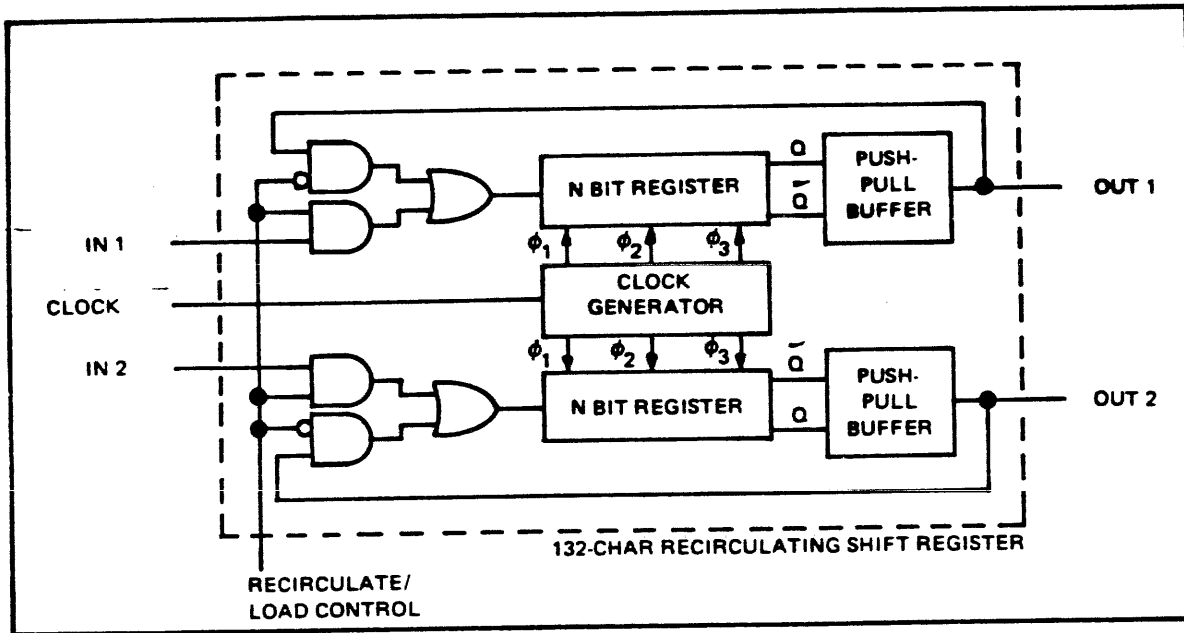 PUSH-
PULL
BUFFER
Q
Q̄
N BIT REGISTER
OUT 1
IN 1
ϕ1
ϕ2
ϕ3
CLOCK
GENERATOR
CLOCK
IN 2
ϕ1
ϕ2
ϕ3
Q̄
Q
N BIT REGISTER
PUSH-
PULL
BUFFER
OUT 2
132-CHAR RECIRCULATING SHIFT REGISTER
RECIRCULATE/
LOAD CONTROL